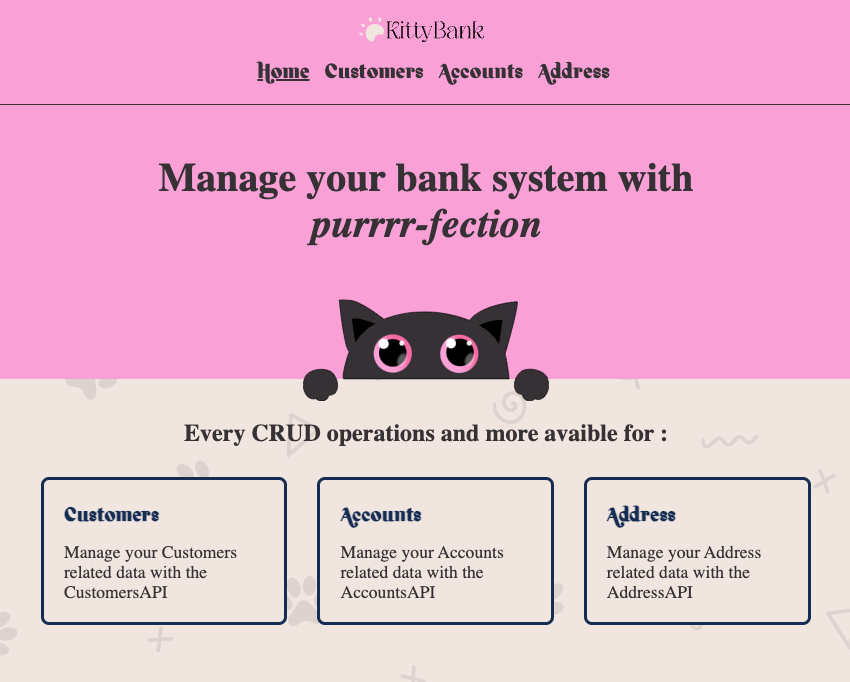 KittyBank
Home Customers Accounts Address
Manage your bank system with
purrrr-fection
Every CRUD operations and more avaible for :
Customers
Manage your Customers
related data with the
CustomersAPI
Accounts
Manage your Accounts
related data with the
AccountsAPI
Address
Manage your Address
related data with the
AddressAPI